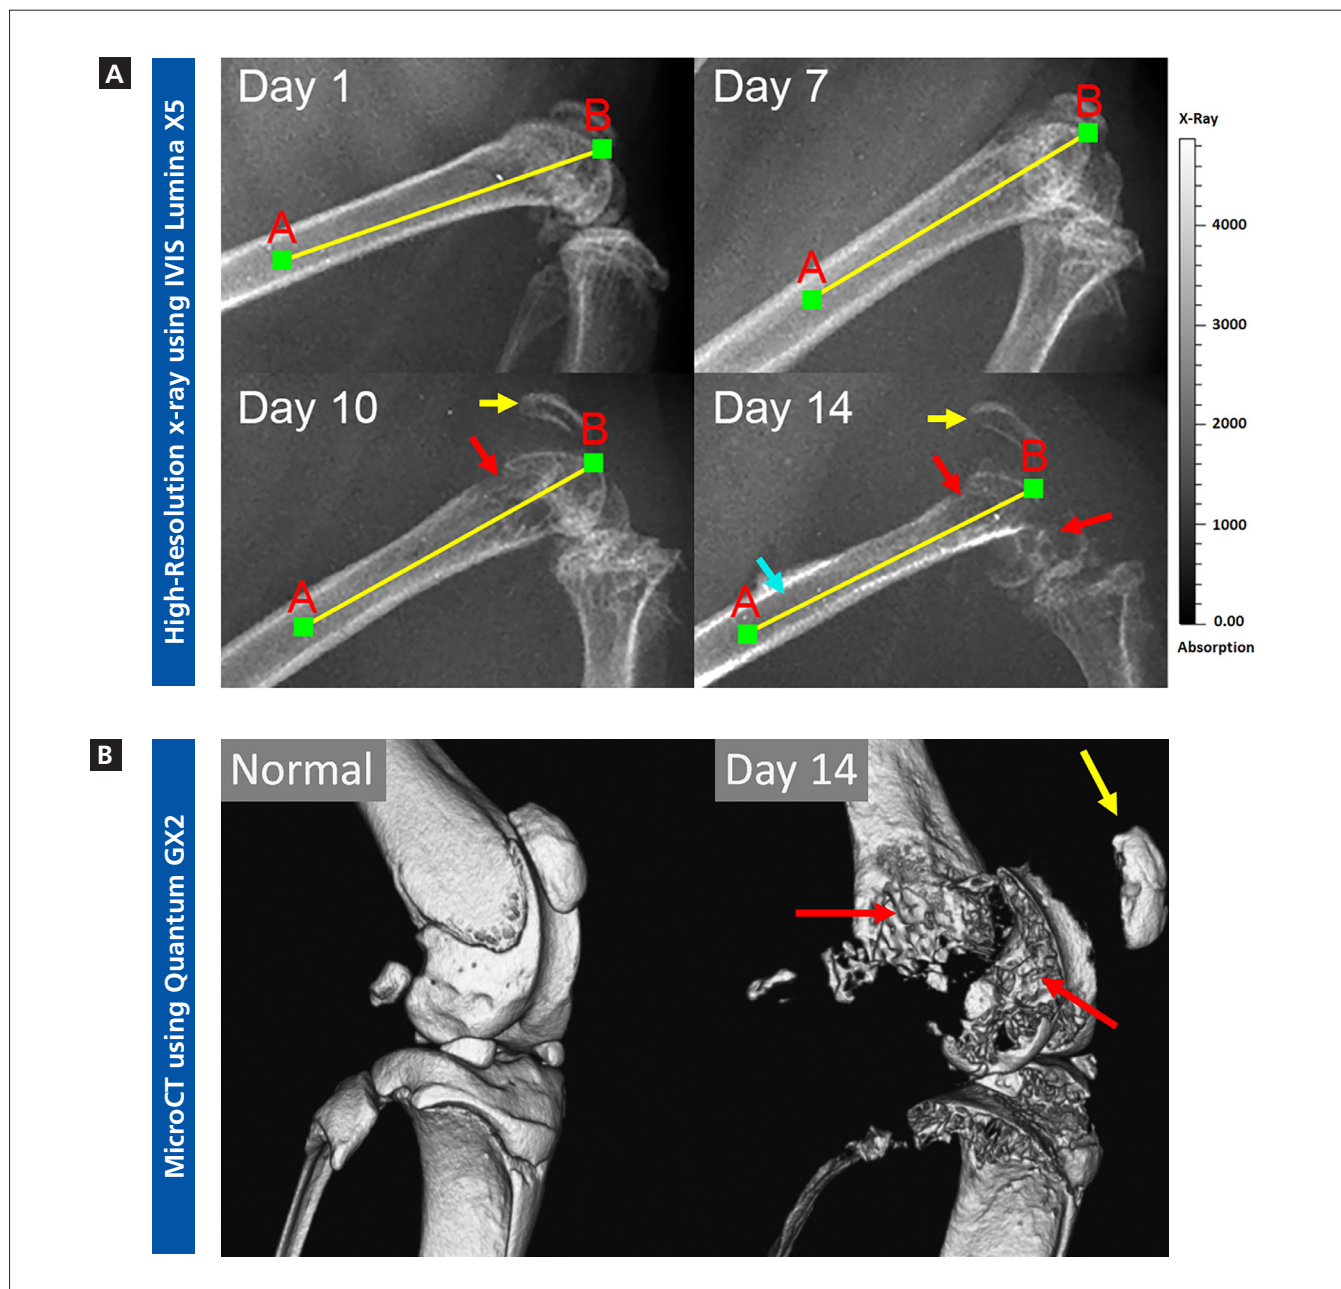 A
High-Resolution x-ray using IVIS Lumina X5
Day 1
A
B
Day 7
A
B
X-Ray
4000
3000
2000
1000
0.00
Absorption
Day 10
A
B
Day 14
A
B
B
MicroCT using Quantum GX2
Normal
Day 14